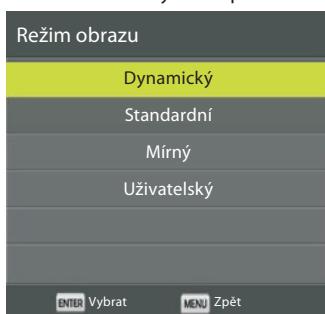 Režim obrazu
Dynamický
Standardní
Mírný
Uživatelský
ENTER Vybrat MENU Zpět